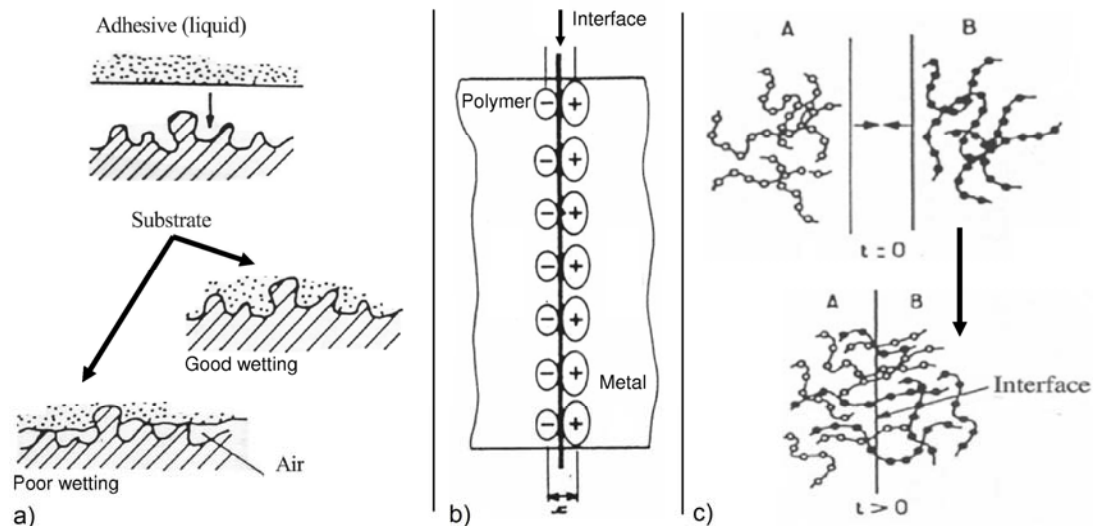 Adhesive (liquid)
Substrate
Good wetting
Air
Poor wetting
a)
Interface
Polymer
− +
− +
− +
− +
− +
− +
− +
Metal
b)
A B
t = 0
A B
Interface
t > 0
c)